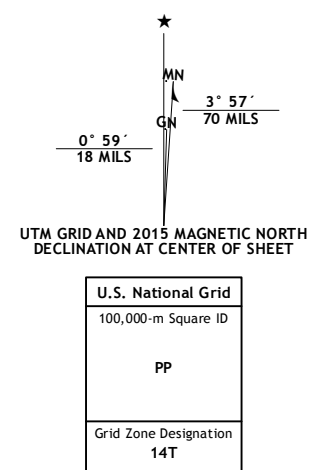 ★
MN
GN
3° 57´
70 MILS
0° 59´
18 MILS
UTM GRID AND 2015 MAGNETIC NORTH
DECLINATION AT CENTER OF SHEET
U.S. National Grid
100,000-m Square ID
PP
Grid Zone Designation
14T